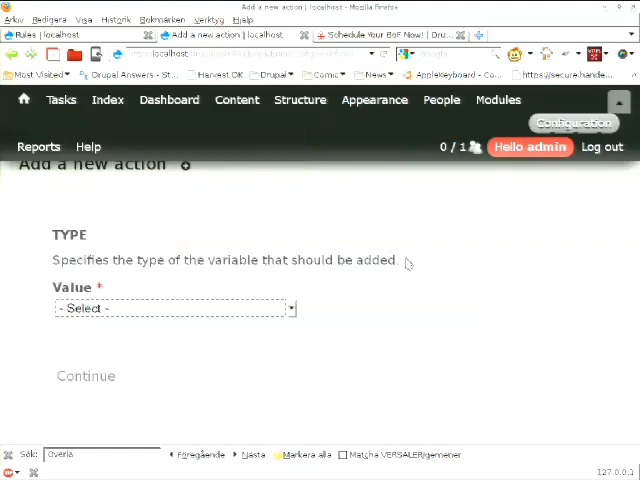 Add a new action | localhost - Mozilla Firefox
Arkiv Redigera Visa Historik Bokmärken Verktyg Hjälp
Rules | localhost Add a new action | localhost Schedule Your BoF Now! | Dru...
Most Visited Drupal Answers - St... Harvest DK Drupal Comic News AppleKeyboard - Co... https://secure.hande...
Tasks Index Dashboard Content Structure Appearance People Modules
Configuration
Reports Help 0 / 1 Hello admin Log out
Add a new action
TYPE
Specifies the type of the variable that should be added.
Value *
- Select -
Continue
Sök: Overla Föregående Nästa Markera alla Matcha VERSALER/gemener
127.0.0.1